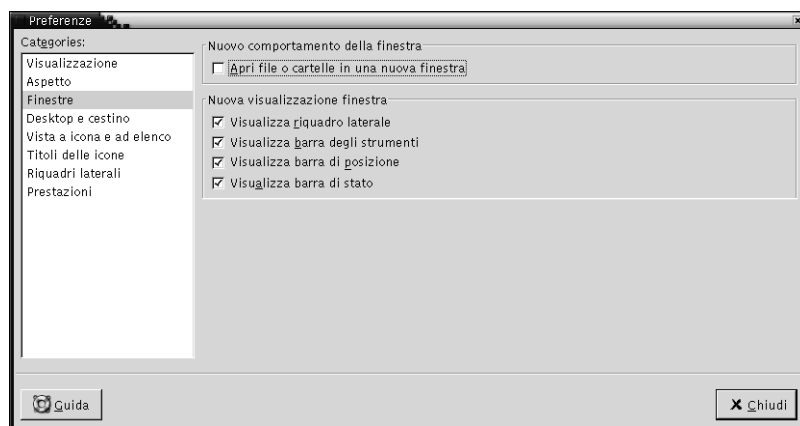 Preferenze
Categories:
Visualizzazione
Aspetto
Finestre
Desktop e cestino
Vista a icona e ad elenco
Titoli delle icone
Riquadri laterali
Prestazioni
Nuovo comportamento della finestra
Apri file o cartelle in una nuova finestra
Nuova visualizzazione finestra
Visualizza riquadro laterale
Visualizza barra degli strumenti
Visualizza barra di posizione
Visualizza barra di stato
Guida
Chiudi